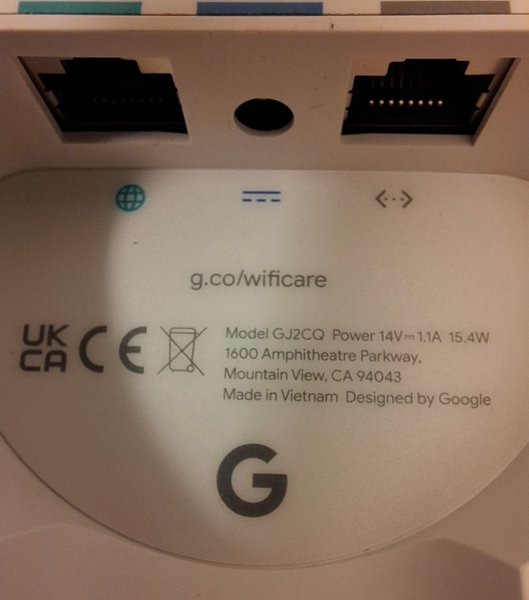 g.co/wificare
UK
CA CE
Model GJ2CQ Power 14V⎓1.1A 15.4W
1600 Amphitheatre Parkway,
Mountain View, CA 94043
Made in Vietnam Designed by Google
G